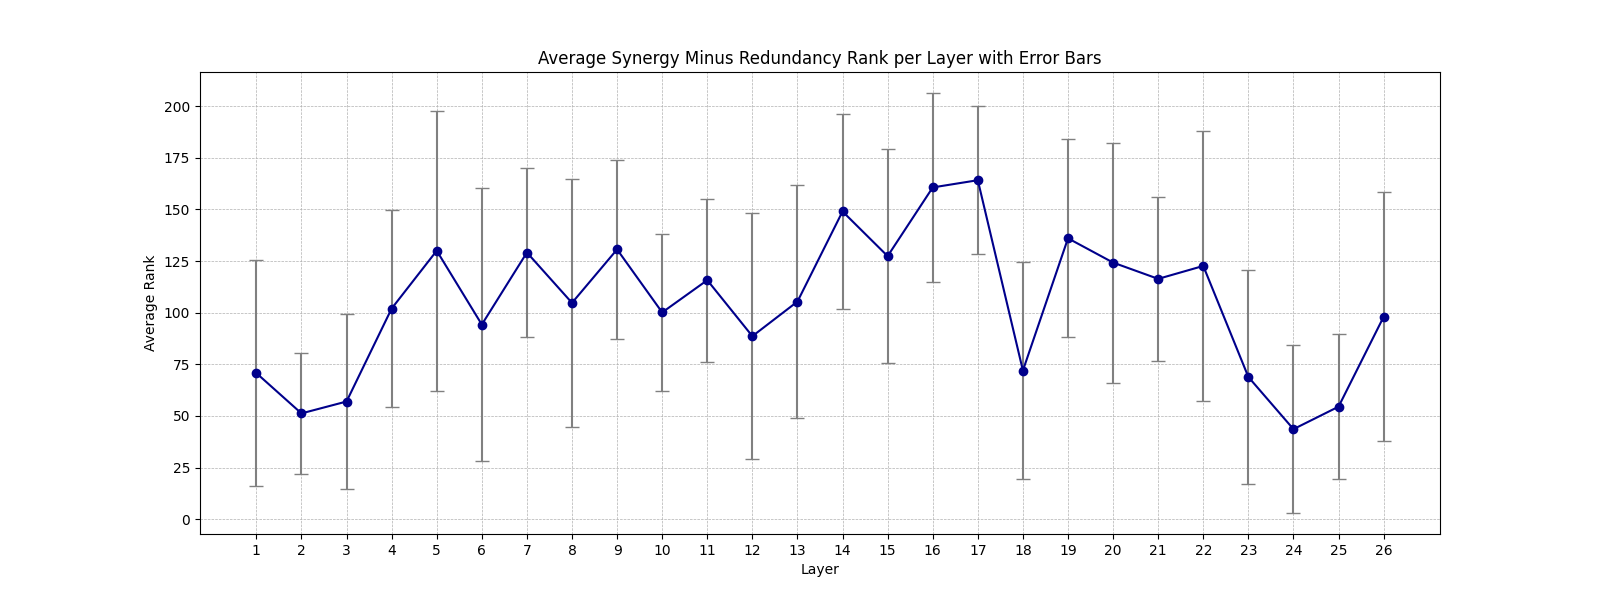 Average Synergy Minus Redundancy Rank per Layer with Error Bars
200
175
150
125
100
75
50
25
0
Average Rank
1 2 3 4 5 6 7 8 9 10 11 12 13 14 15 16 17 18 19 20 21 22 23 24 25 26
Layer